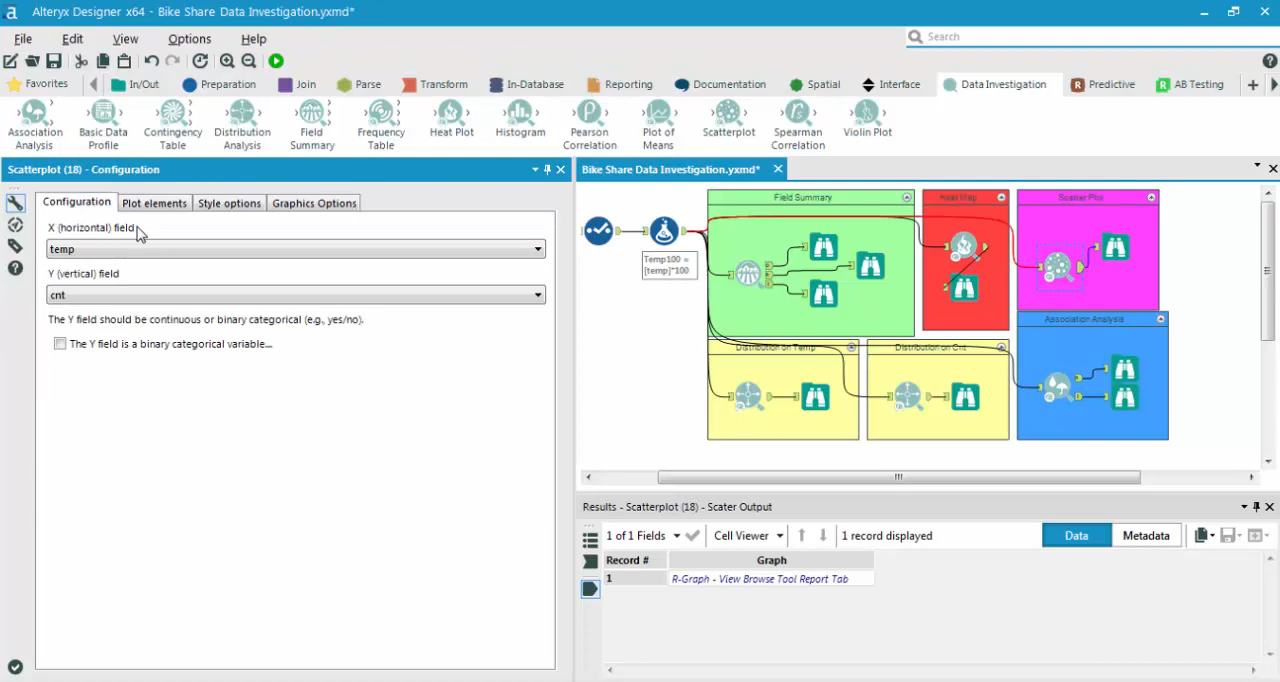 a Alteryx Designer x64 - Bike Share Data Investigation.yxmd*
File Edit View Options Help
Search
Favorites In/Out Preparation Join Parse Transform In-Database Reporting Documentation Spatial Interface Data Investigation Predictive AB Testing
Association Analysis
Basic Data Profile
Contingency Table
Distribution Analysis
Field Summary
Frequency Table
Heat Plot
Histogram
Pearson Correlation
Plot of Means
Scatterplot
Spearman Correlation
Violin Plot
Scatterplot (18) - Configuration
Configuration Plot elements Style options Graphics Options
X (horizontal) field
temp
Y (vertical) field
cnt
The Y field should be continuous or binary categorical (e.g., yes/no).
The Y field is a binary categorical variable...
Bike Share Data Investigation.yxmd*
Field Summary
Heat Map
Scatter Plot
Temp100 =
[temp]*100
Distribution on Temp
Distribution on Cnt
Association Analysis
Results - Scatterplot (18) - Scater Output
1 of 1 Fields Cell Viewer 1 record displayed Data Metadata
Record # Graph
1 R-Graph - View Browse Tool Report Tab